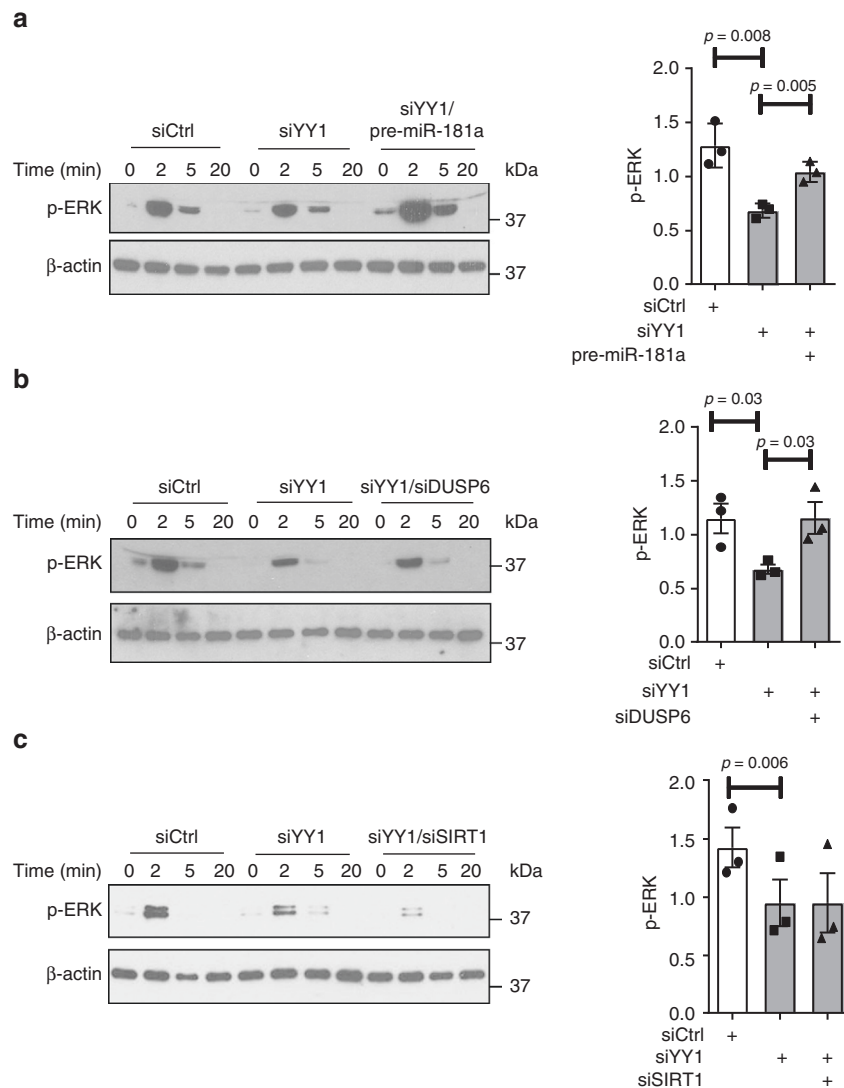 a
siCtrl siYY1 siYY1/
pre-miR-181a
Time (min) 0 2 5 20 0 2 5 20 0 2 5 20 kDa
p-ERK
37
β-actin
37
p = 0.008
p = 0.005
2.0
1.5
1.0
0.5
0.0
p-ERK
siCtrl +
siYY1 + +
pre-miR-181a +
b
siCtrl siYY1 siYY1/siDUSP6
Time (min) 0 2 5 20 0 2 5 20 0 2 5 20 kDa
p-ERK 37
β-actin
37
p = 0.03
p = 0.03
2.0
1.5
1.0
0.5
0.0
p-ERK
siCtrl +
siYY1 + +
siDUSP6 +
c
siCtrl siYY1 siYY1/siSIRT1
Time (min) 0 2 5 20 0 2 5 20 0 2 5 20 kDa
p-ERK
37
β-actin
37
p = 0.006
2.0
1.5
1.0
0.5
0.0
p-ERK
siCtrl +
siYY1 + +
siSIRT1 +